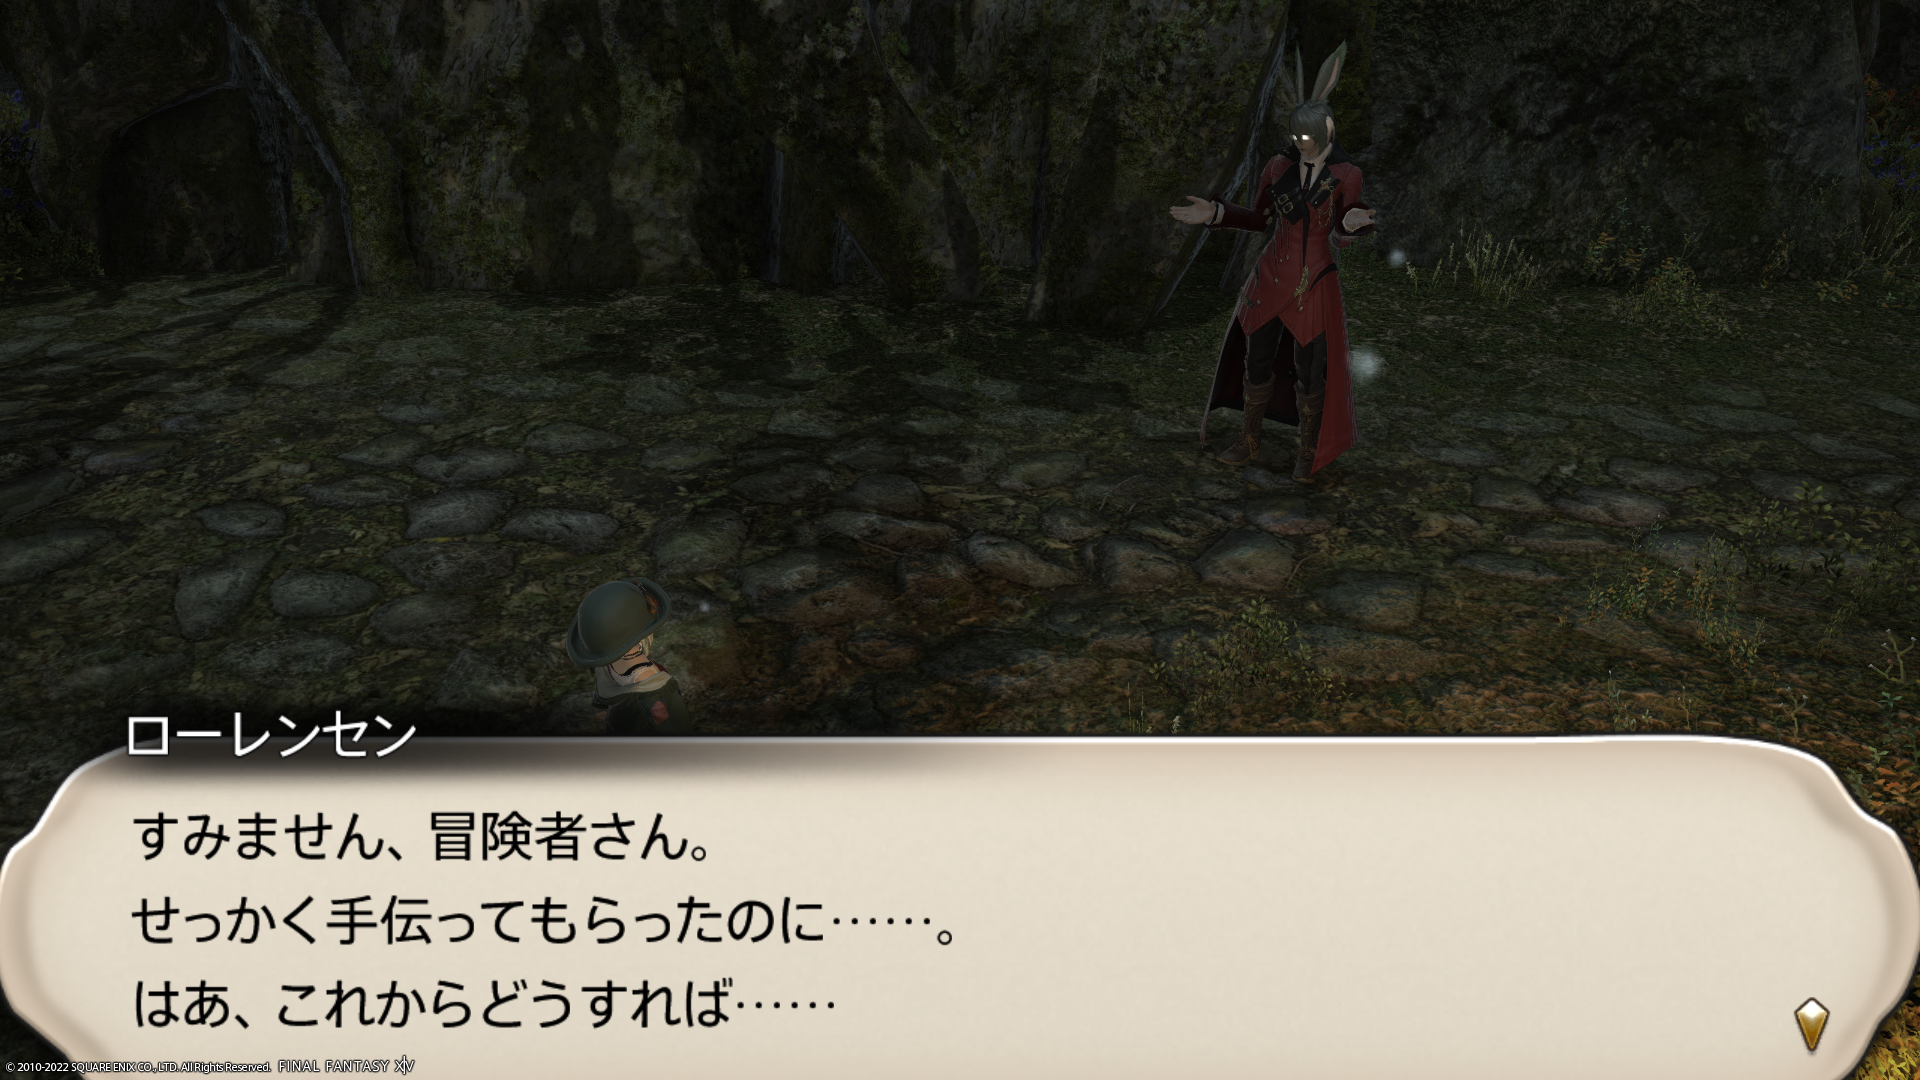 ローレンセン
すみません、冒険者さん。
せっかく手伝ってもらったのに……。
はあ、これからどうすれば……
© 2010-2022 SQUARE ENIX CO., LTD. All Rights Reserved. FINAL FANTASY XIV